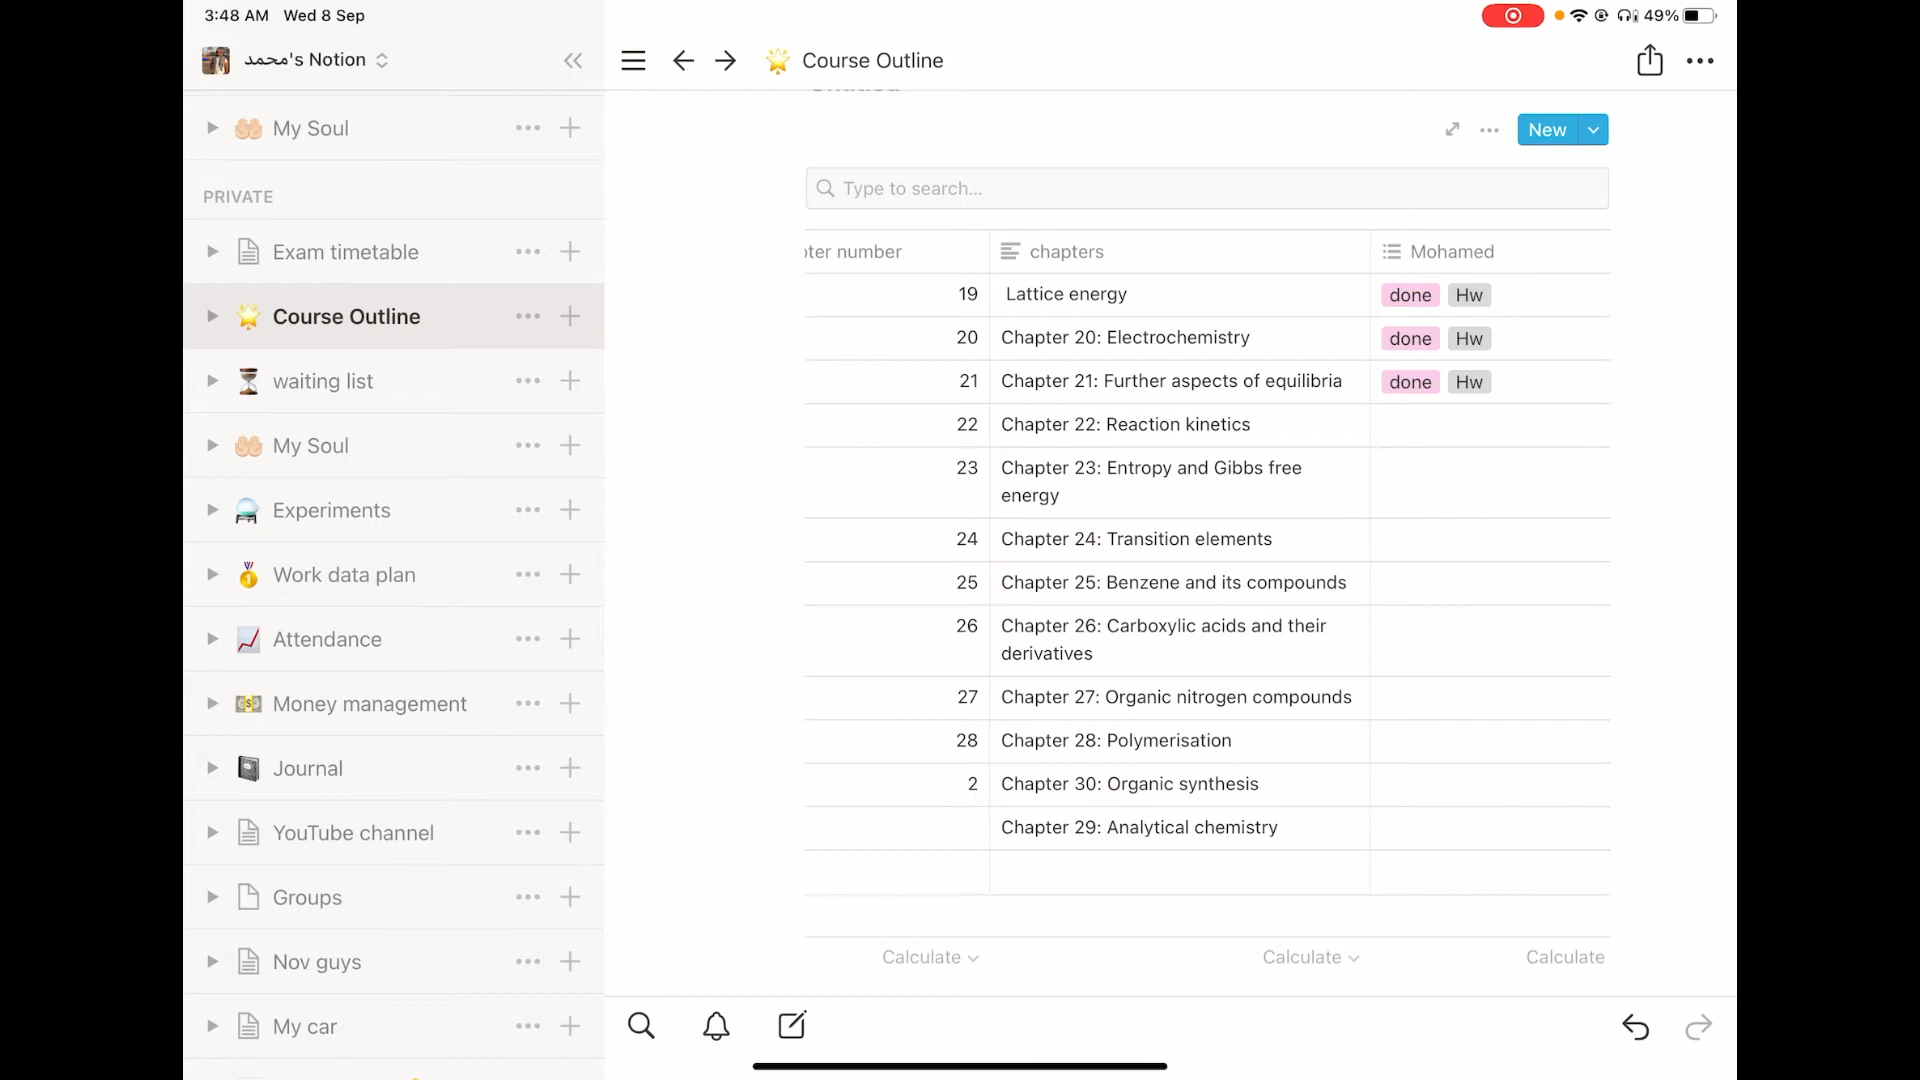 3:48 AM Wed 8 Sep
49%
محمد's Notion
Course Outline
My Soul
PRIVATE
Exam timetable
Course Outline
waiting list
My Soul
Experiments
Work data plan
Attendance
Money management
Journal
YouTube channel
Groups
Nov guys
My car
New
Type to search...
ter number chapters Mohamed
19 Lattice energy done Hw
20 Chapter 20: Electrochemistry done Hw
21 Chapter 21: Further aspects of equilibria done Hw
22 Chapter 22: Reaction kinetics
23 Chapter 23: Entropy and Gibbs free
energy
24 Chapter 24: Transition elements
25 Chapter 25: Benzene and its compounds
26 Chapter 26: Carboxylic acids and their
derivatives
27 Chapter 27: Organic nitrogen compounds
28 Chapter 28: Polymerisation
2 Chapter 30: Organic synthesis
Chapter 29: Analytical chemistry
Calculate Calculate Calculate